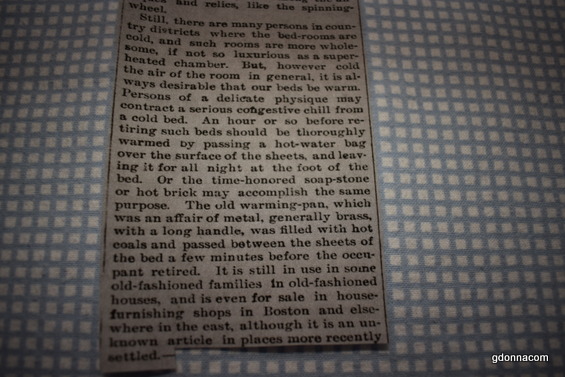 and relics, like the spinning-
wheel.
Still, there are many persons in coun-
try districts where the bed-rooms are
cold, and such rooms are more whole-
some, if not so luxurious as a super-
heated chamber. But, however cold
the air of the room in general, it is al-
ways desirable that our beds be warm.
Persons of a delicate physique may
contract a serious congestive chill from
a cold bed. An hour or so before re-
tiring such beds should be thoroughly
warmed by passing a hot-water bag
over the surface of the sheets, and leav-
ing it for all night at the foot of the
bed. Or the time-honored soap-stone
or hot brick may accomplish the same
purpose. The old warming-pan, which
was an affair of metal, generally brass,
with a long handle, was filled with hot
coals and passed between the sheets of
the bed a few minutes before the occu-
pant retired. It is still in use in some
old-fashioned families in old-fashioned
houses, and is even for sale in house-
furnishing shops in Boston and else-
where in the east, although it is an un-
known article in places more recently
settled.—
gdonnacom